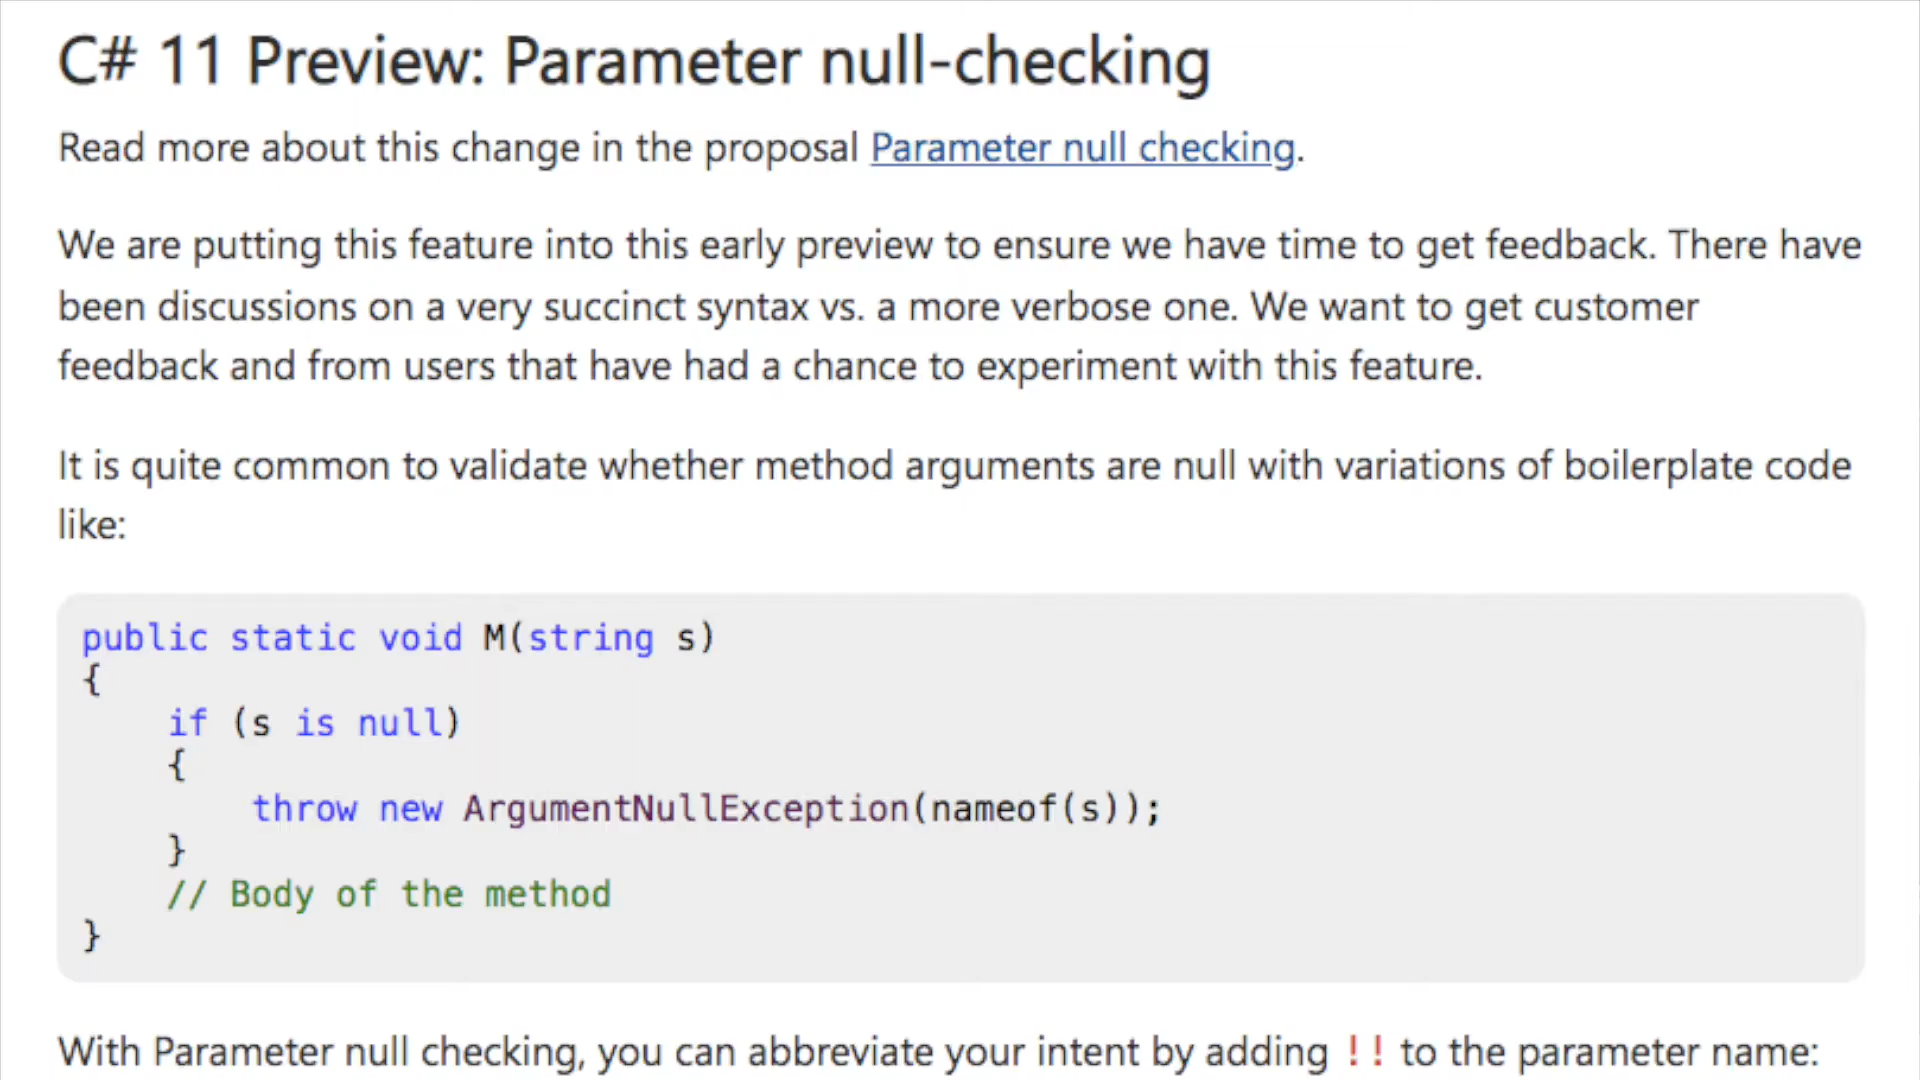 C# 11 Preview: Parameter null-checking
Read more about this change in the proposal Parameter null checking.
We are putting this feature into this early preview to ensure we have time to get feedback. There have
been discussions on a very succinct syntax vs. a more verbose one. We want to get customer
feedback and from users that have had a chance to experiment with this feature.
It is quite common to validate whether method arguments are null with variations of boilerplate code
like:
public static void M(string s)
{
    if (s is null)
    {
        throw new ArgumentNullException(nameof(s));
    }
    // Body of the method
}
With Parameter null checking, you can abbreviate your intent by adding !! to the parameter name: